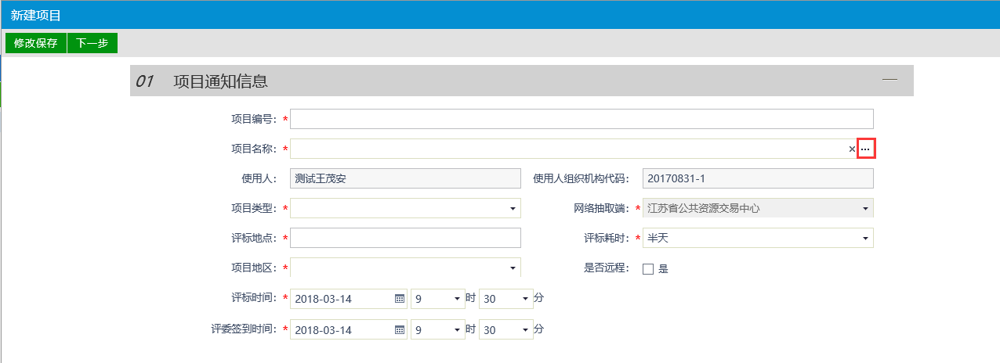 新建项目
修改保存 下一步
01 项目通知信息
项目编号: *
项目名称: * × ...
使用人: 测试王茂安 使用人组织机构代码: 20170831-1
项目类型: * 网络抽取端: * 江苏省公共资源交易中心
评标地点: * 评标耗时: * 半天
项目地区: * 是否远程: 是
评标时间: * 2018-03-14 9 时 30 分
评委签到时间: * 2018-03-14 9 时 30 分